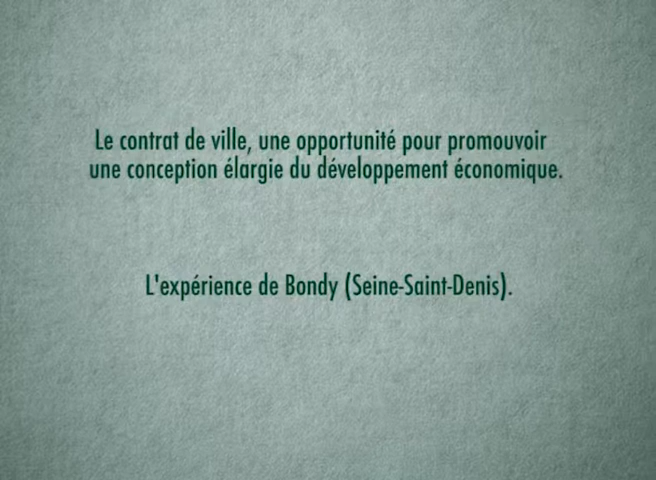 Le contrat de ville, une opportunité pour promouvoir
une conception élargie du développement économique.
L'expérience de Bondy (Seine-Saint-Denis).